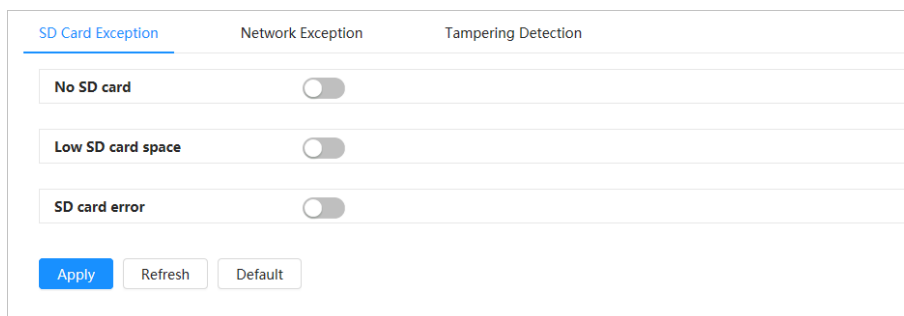 SD Card Exception Network Exception Tampering Detection
No SD card
Low SD card space
SD card error
Apply Refresh Default